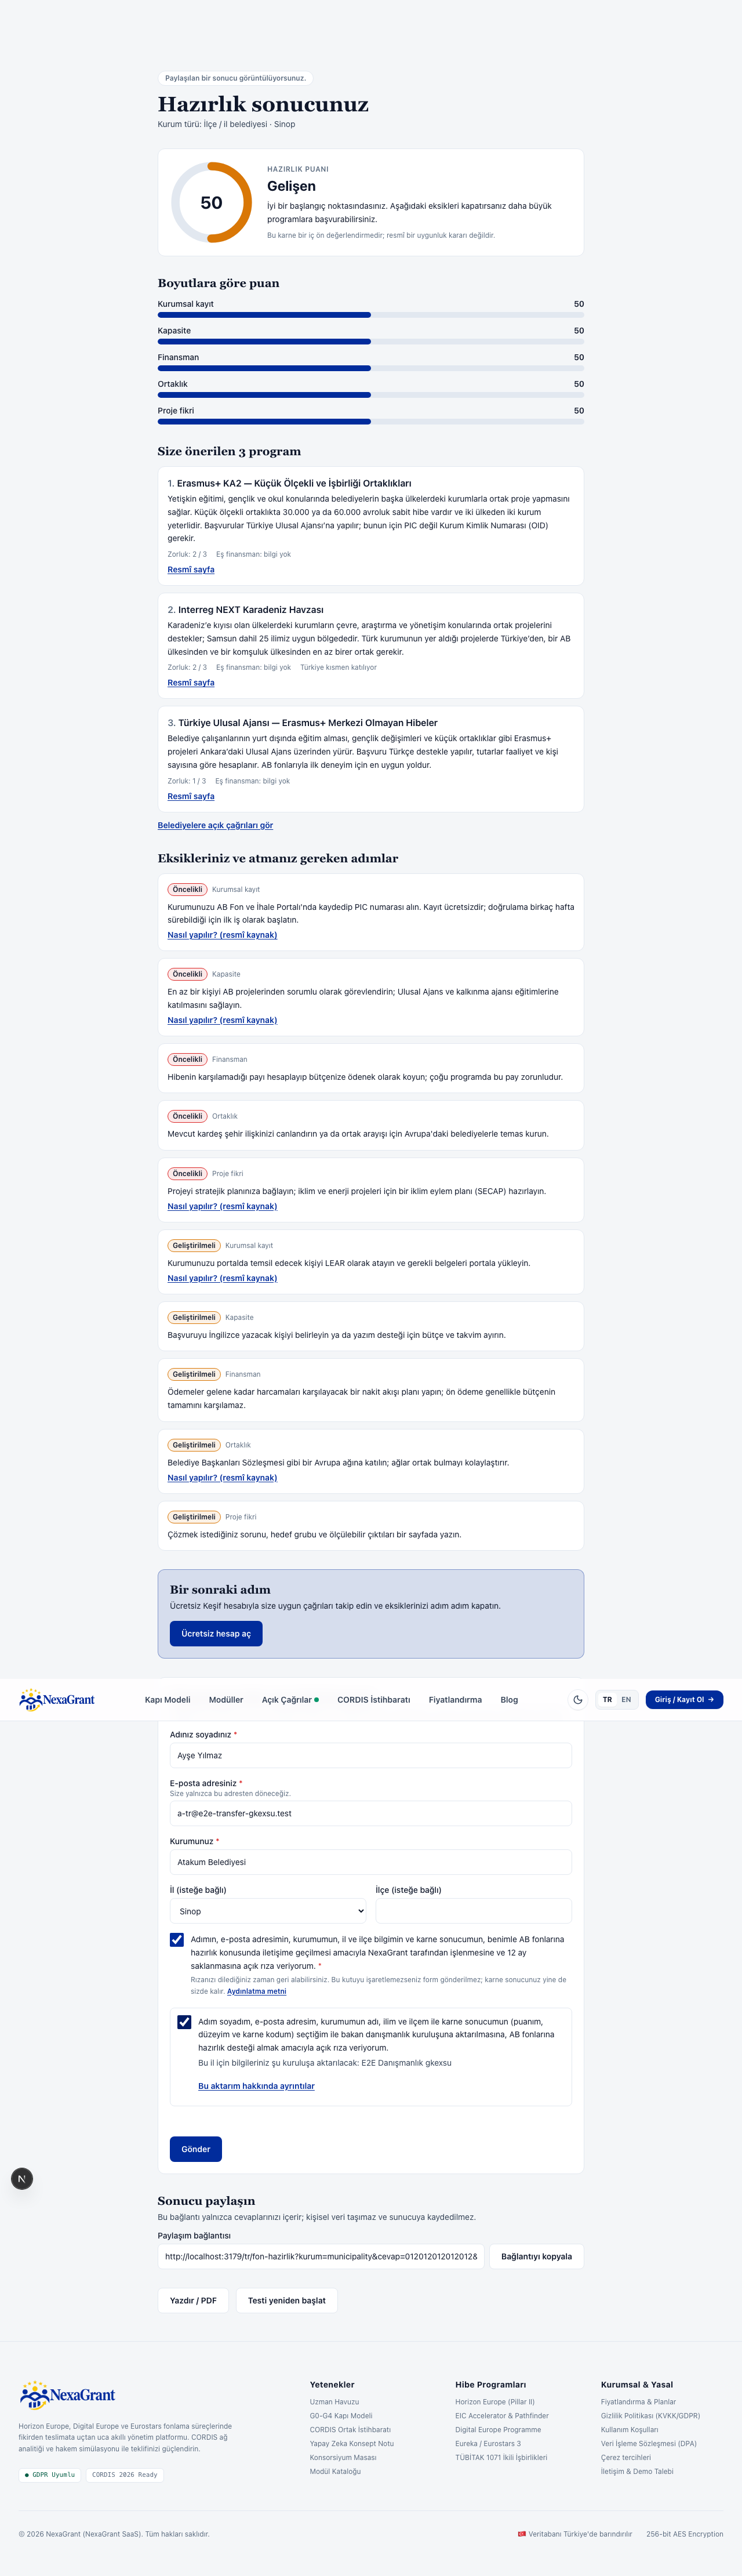 Paylaşılan bir sonucu görüntülüyorsunuz.
Hazırlık sonucunuz
Kurum türü: İlçe / il belediyesi · Sinop
50
HAZIRLIK PUANI
Gelişen
İyi bir başlangıç noktasındasınız. Aşağıdaki eksikleri kapatırsanız daha büyük
programlara başvurabilirsiniz.
Bu karne bir iç ön değerlendirmedir; resmî bir uygunluk kararı değildir.
Boyutlara göre puan
Kurumsal kayıt 50
Kapasite 50
Finansman 50
Ortaklık 50
Proje fikri 50
Size önerilen 3 program
1. Erasmus+ KA2 — Küçük Ölçekli ve İşbirliği Ortaklıkları
Yetişkin eğitimi, gençlik ve okul konularında belediyelerin başka ülkelerdeki kurumlarla ortak proje yapmasını
sağlar. Küçük ölçekli ortaklıkta 30.000 ya da 60.000 avroluk sabit hibe vardır ve iki ülkeden iki kurum
yeterlidir. Başvurular Türkiye Ulusal Ajansı'na yapılır; bunun için PIC değil Kurum Kimlik Numarası (OID)
gerekir.
Zorluk: 2 / 3 Eş finansman: bilgi yok
Resmî sayfa
2. Interreg NEXT Karadeniz Havzası
Karadeniz'e kıyısı olan ülkelerdeki kurumların çevre, araştırma ve yönetişim konularında ortak projelerini
destekler; Samsun dahil 25 ilimiz uygun bölgededir. Türk kurumunun yer aldığı projelerde Türkiye'den, bir AB
ülkesinden ve bir komşuluk ülkesinden en az birer ortak gerekir.
Zorluk: 2 / 3 Eş finansman: bilgi yok Türkiye kısmen katılıyor
Resmî sayfa
3. Türkiye Ulusal Ajansı — Erasmus+ Merkezi Olmayan Hibeler
Belediye çalışanlarının yurt dışında eğitim alması, gençlik değişimleri ve küçük ortaklıklar gibi Erasmus+
projeleri Ankara'daki Ulusal Ajans üzerinden yürür. Başvuru Türkçe destekle yapılır, tutarlar faaliyet ve kişi
sayısına göre hesaplanır. AB fonlarıyla ilk deneyim için en uygun yoldur.
Zorluk: 1 / 3 Eş finansman: bilgi yok
Resmî sayfa
Belediyelere açık çağrıları gör
Eksikleriniz ve atmanız gereken adımlar
Öncelikli Kurumsal kayıt
Kurumunuzu AB Fon ve İhale Portalı'nda kaydedip PIC numarası alın. Kayıt ücretsizdir; doğrulama birkaç hafta
sürebildiği için ilk iş olarak başlatın.
Nasıl yapılır? (resmî kaynak)
Öncelikli Kapasite
En az bir kişiyi AB projelerinden sorumlu olarak görevlendirin; Ulusal Ajans ve kalkınma ajansı eğitimlerine
katılmasını sağlayın.
Nasıl yapılır? (resmî kaynak)
Öncelikli Finansman
Hibenin karşılamadığı payı hesaplayıp bütçenize ödenek olarak koyun; çoğu programda bu pay zorunludur.
Öncelikli Ortaklık
Mevcut kardeş şehir ilişkinizi canlandırın ya da ortak arayışı için Avrupa'daki belediyelerle temas kurun.
Öncelikli Proje fikri
Projeyi stratejik planınıza bağlayın; iklim ve enerji projeleri için bir iklim eylem planı (SECAP) hazırlayın.
Nasıl yapılır? (resmî kaynak)
Geliştirilmeli Kurumsal kayıt
Kurumunuzu portalda temsil edecek kişiyi LEAR olarak atayın ve gerekli belgeleri portala yükleyin.
Nasıl yapılır? (resmî kaynak)
Geliştirilmeli Kapasite
Başvuruyu İngilizce yazacak kişiyi belirleyin ya da yazım desteği için bütçe ve takvim ayırın.
Geliştirilmeli Finansman
Ödemeler gelene kadar harcamaları karşılayacak bir nakit akışı planı yapın; ön ödeme genellikle bütçenin
tamamını karşılamaz.
Geliştirilmeli Ortaklık
Belediye Başkanları Sözleşmesi gibi bir Avrupa ağına katılın; ağlar ortak bulmayı kolaylaştırır.
Nasıl yapılır? (resmî kaynak)
Geliştirilmeli Proje fikri
Çözmek istediğiniz sorunu, hedef grubu ve ölçülebilir çıktıları bir sayfada yazın.
Bir sonraki adım
Ücretsiz Keşif hesabıyla size uygun çağrıları takip edin ve eksiklerinizi adım adım kapatın.
Ücretsiz hesap aç
NexaGrant Kapı Modeli Modüller Açık Çağrılar CORDIS İstihbaratı Fiyatlandırma Blog TR EN Giriş / Kayıt Ol →
Adınız soyadınız *
Ayşe Yılmaz
E-posta adresiniz *
Size yalnızca bu adresten döneceğiz.
a-tr@e2e-transfer-gkexsu.test
Kurumunuz *
Atakum Belediyesi
İl (isteğe bağlı) İlçe (isteğe bağlı)
Sinop
Adımın, e-posta adresimin, kurumumun, il ve ilçe bilgimin ve karne sonucumun, benimle AB fonlarına
hazırlık konusunda iletişime geçilmesi amacıyla NexaGrant tarafından işlenmesine ve 12 ay
saklanmasına açık rıza veriyorum. *
Rızanızı dilediğiniz zaman geri alabilirsiniz. Bu kutuyu işaretlemezseniz form gönderilmez; karne sonucunuz yine de
sizde kalır. Aydınlatma metni
Adım soyadım, e-posta adresim, kurumumun adı, ilim ve ilçem ile karne sonucumun (puanım,
düzeyim ve karne kodum) seçtiğim ile bakan danışmanlık kuruluşuna aktarılmasına, AB fonlarına
hazırlık desteği almak amacıyla açık rıza veriyorum.
Bu il için bilgileriniz şu kuruluşa aktarılacak: E2E Danışmanlık gkexsu
Bu aktarım hakkında ayrıntılar
Gönder
N
Sonucu paylaşın
Bu bağlantı yalnızca cevaplarınızı içerir; kişisel veri taşımaz ve sunucuya kaydedilmez.
Paylaşım bağlantısı
http://localhost:3179/tr/fon-hazirlik?kurum=municipality&cevap=012012012012012& Bağlantıyı kopyala
Yazdır / PDF Testi yeniden başlat
NexaGrant
Horizon Europe, Digital Europe ve Eurostars fonlama süreçlerinde
fikirden teslimata uçtan uca akıllı yönetim platformu. CORDIS ağ
analitiği ve hakem simülasyonu ile teklifinizi güçlendirin.
GDPR Uyumlu CORDIS 2026 Ready
Yetenekler
Uzman Havuzu
G0-G4 Kapı Modeli
CORDIS Ortak İstihbaratı
Yapay Zeka Konsept Notu
Konsorsiyum Masası
Modül Kataloğu
Hibe Programları
Horizon Europe (Pillar II)
EIC Accelerator & Pathfinder
Digital Europe Programme
Eureka / Eurostars 3
TÜBİTAK 1071 İkili İşbirlikleri
Kurumsal & Yasal
Fiyatlandırma & Planlar
Gizlilik Politikası (KVKK/GDPR)
Kullanım Koşulları
Veri İşleme Sözleşmesi (DPA)
Çerez tercihleri
İletişim & Demo Talebi
© 2026 NexaGrant (NexaGrant SaaS). Tüm hakları saklıdır.
Veritabanı Türkiye'de barındırılır 256-bit AES Encryption